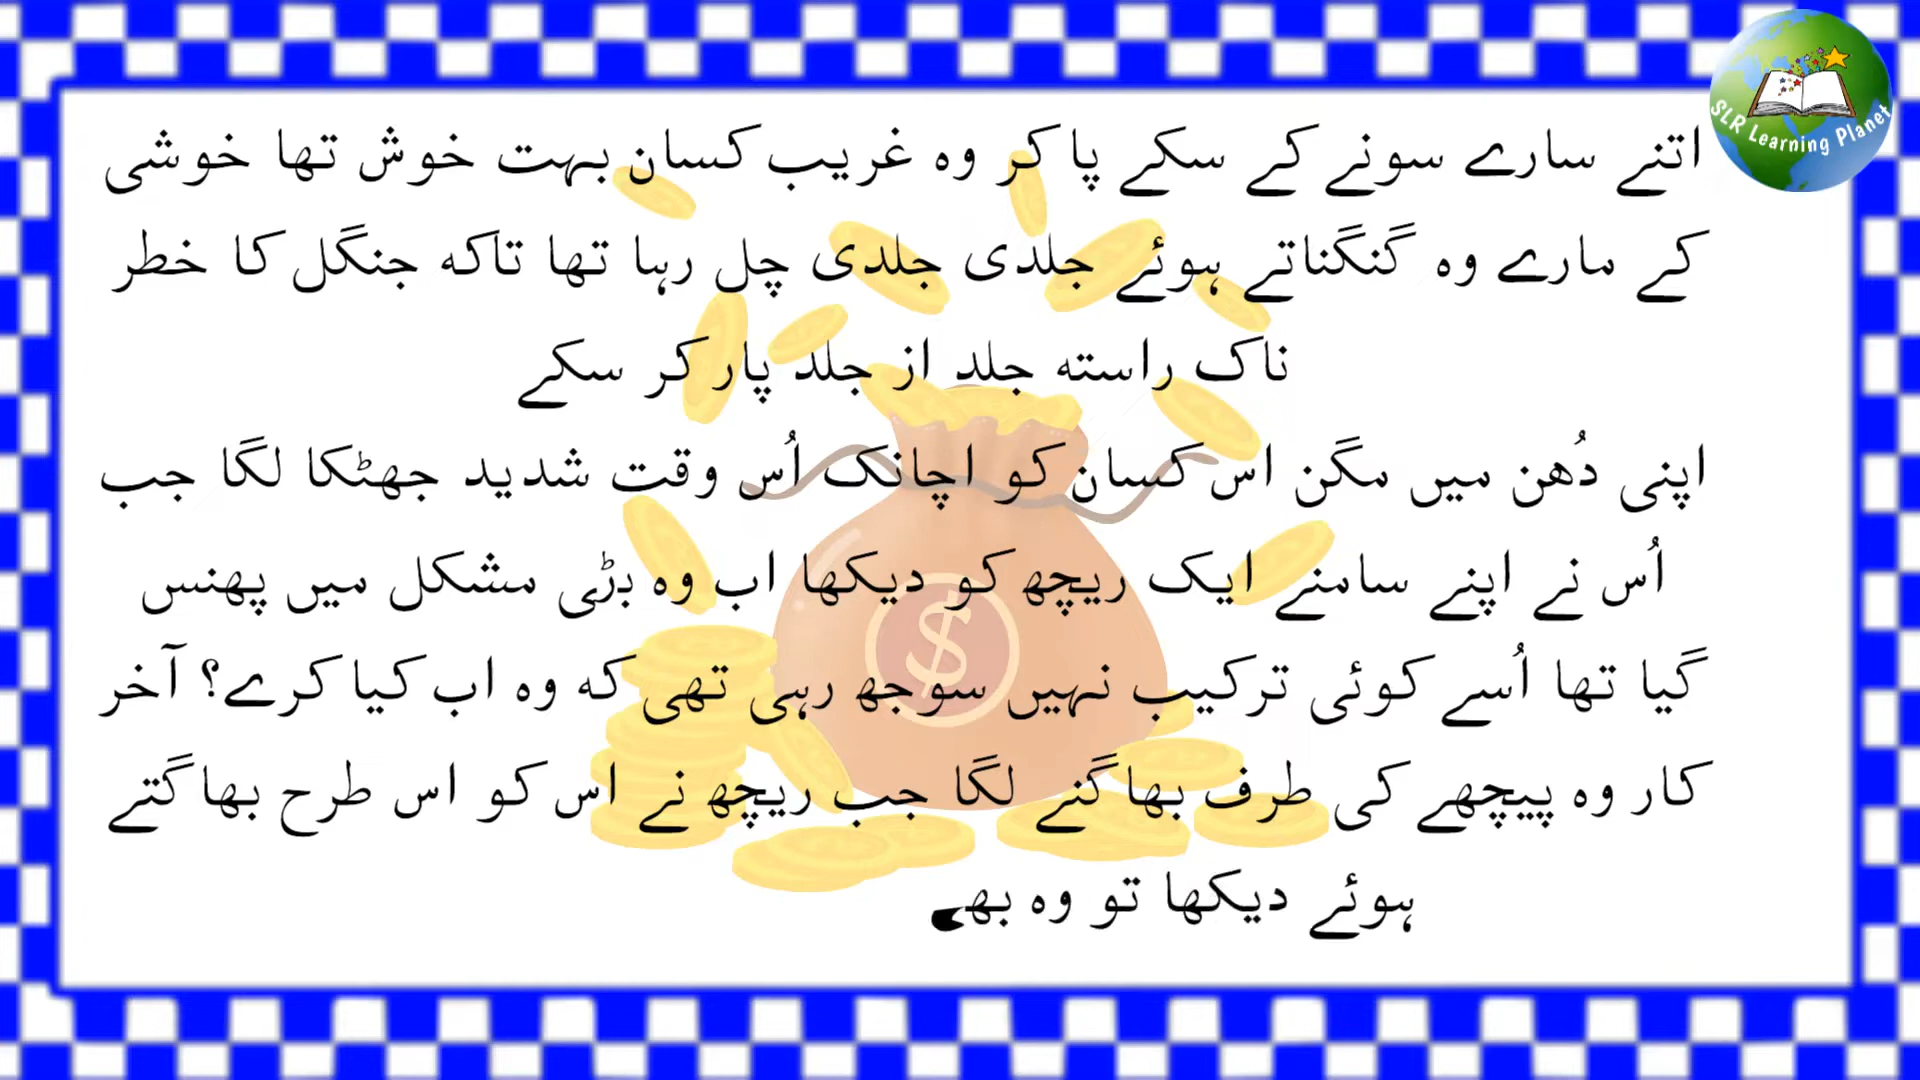 SLR Learning Planet
اتنے سارے سونے کے سکے پا کر وہ غریب کسان بہت خوش تھا خوشی
کے مارے وہ گنگناتے ہوئے جلدی جلدی چل رہا تھا تاکہ جنگل کا خطر
ناک راستہ جلد از جلد پار کر سکے
اپنی دُھن میں مگن اس کسان کو اچانک اُس وقت شدید جھٹکا لگا جب
اُس نے اپنے سامنے ایک ریچھ کو دیکھا اب وہ بڑی مشکل میں پھنس
گیا تھا اُسے کوئی ترکیب نہیں سوجھ رہی تھی کہ وہ اب کیا کرے؟ آخر
کار وہ پیچھے کی طرف بھاگنے لگا جب ریچھ نے اس کو اس طرح بھاگتے
ہوئے دیکھا تو وہ